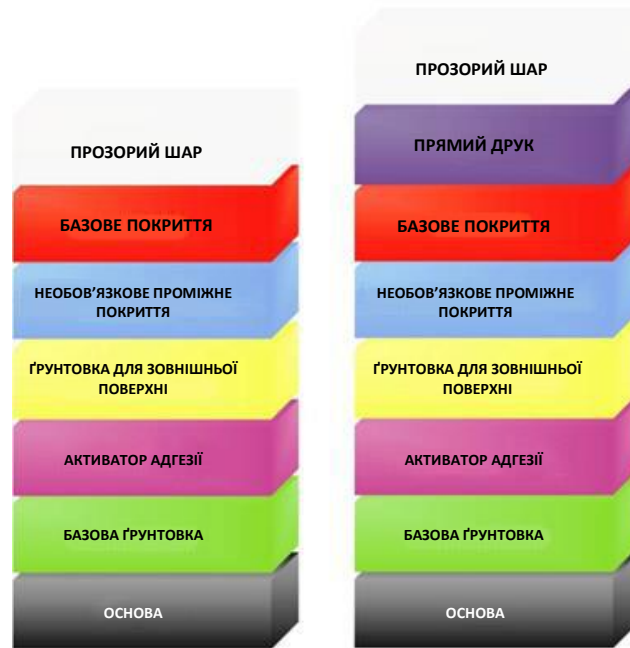 ПРОЗОРИЙ ШАР
БАЗОВЕ ПОКРИТТЯ
НЕОБОВ’ЯЗКОВЕ ПРОМІЖНЕ
ПОКРИТТЯ
ҐРУНТОВКА ДЛЯ ЗОВНІШНЬОЇ
ПОВЕРХНІ
АКТИВАТОР АДГЕЗІЇ
БАЗОВА ҐРУНТОВКА
ОСНОВА
ПРОЗОРИЙ ШАР
ПРЯМИЙ ДРУК
БАЗОВЕ ПОКРИТТЯ
НЕОБОВ’ЯЗКОВЕ ПРОМІЖНЕ
ПОКРИТТЯ
ҐРУНТОВКА ДЛЯ ЗОВНІШНЬОЇ
ПОВЕРХНІ
АКТИВАТОР АДГЕЗІЇ
БАЗОВА ҐРУНТОВКА
ОСНОВА